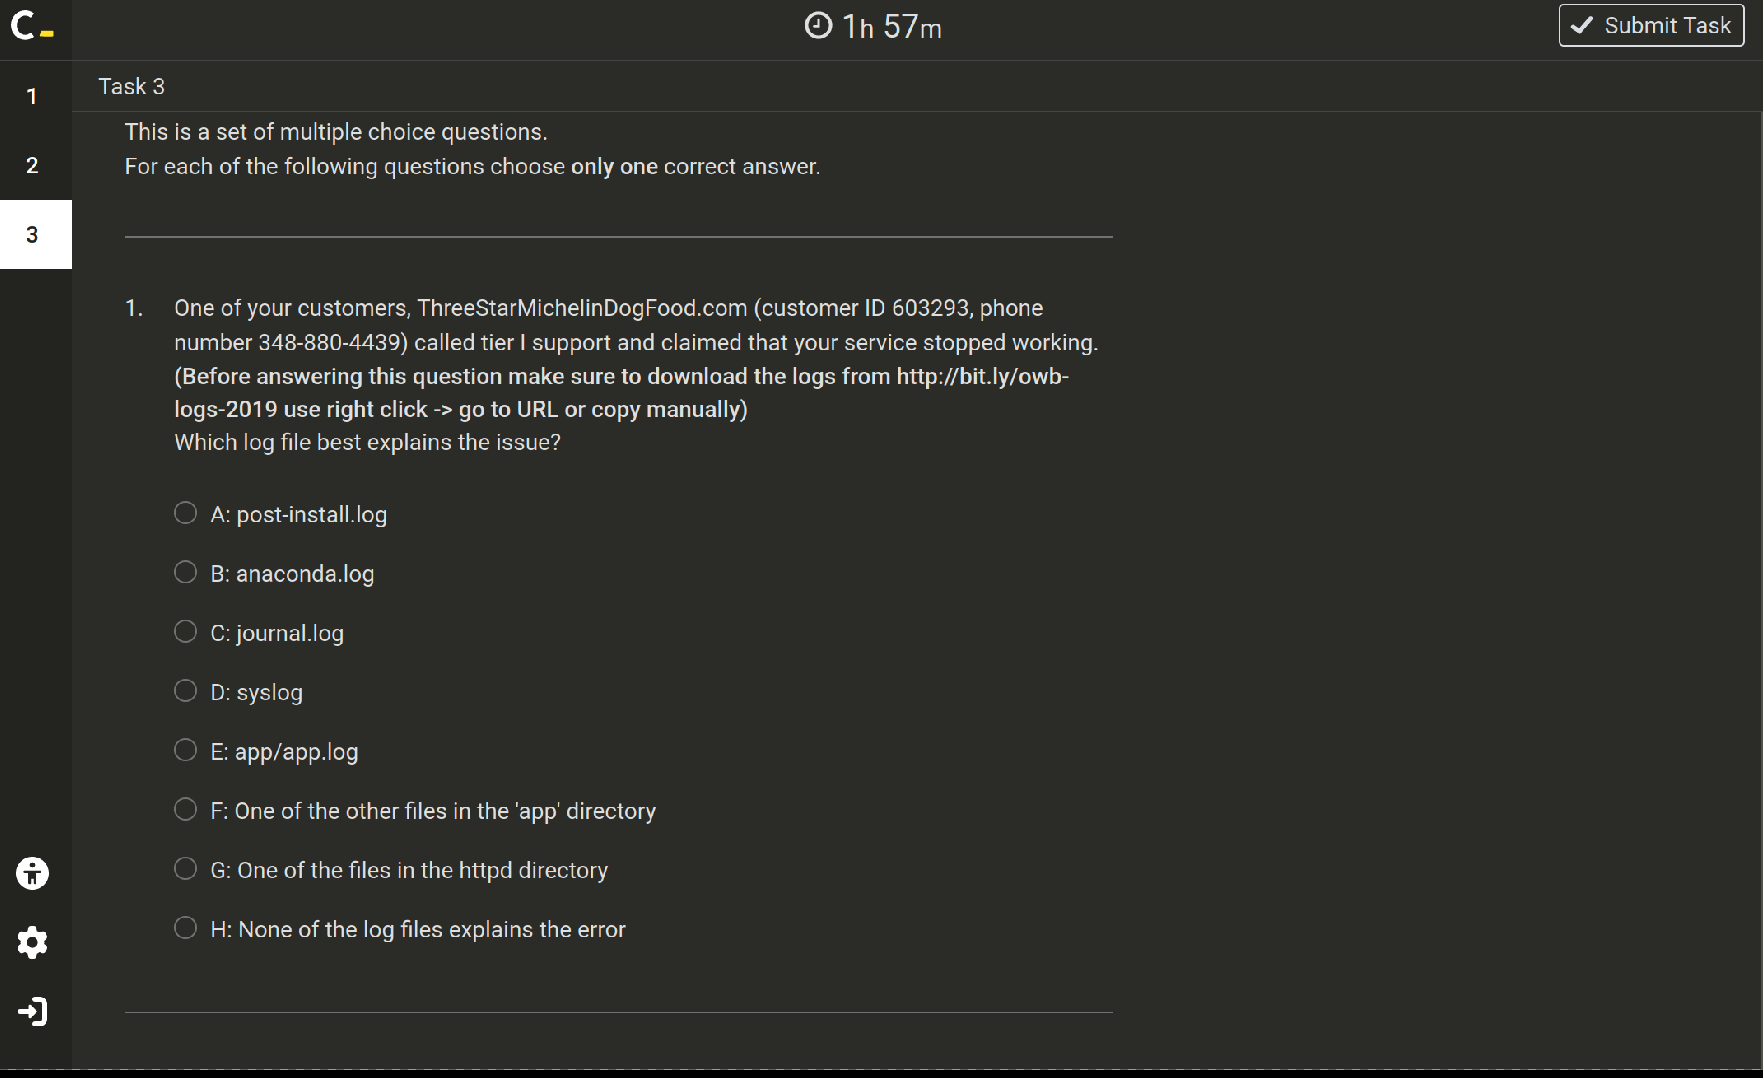 C_
1h 57m
Submit Task
1
2
3
Task 3
This is a set of multiple choice questions.
For each of the following questions choose only one correct answer.
1. One of your customers, ThreeStarMichelinDogFood.com (customer ID 603293, phone
number 348-880-4439) called tier I support and claimed that your service stopped working.
(Before answering this question make sure to download the logs from http://bit.ly/owb-
logs-2019 use right click -> go to URL or copy manually)
Which log file best explains the issue?
A: post-install.log
B: anaconda.log
C: journal.log
D: syslog
E: app/app.log
F: One of the other files in the 'app' directory
G: One of the files in the httpd directory
H: None of the log files explains the error